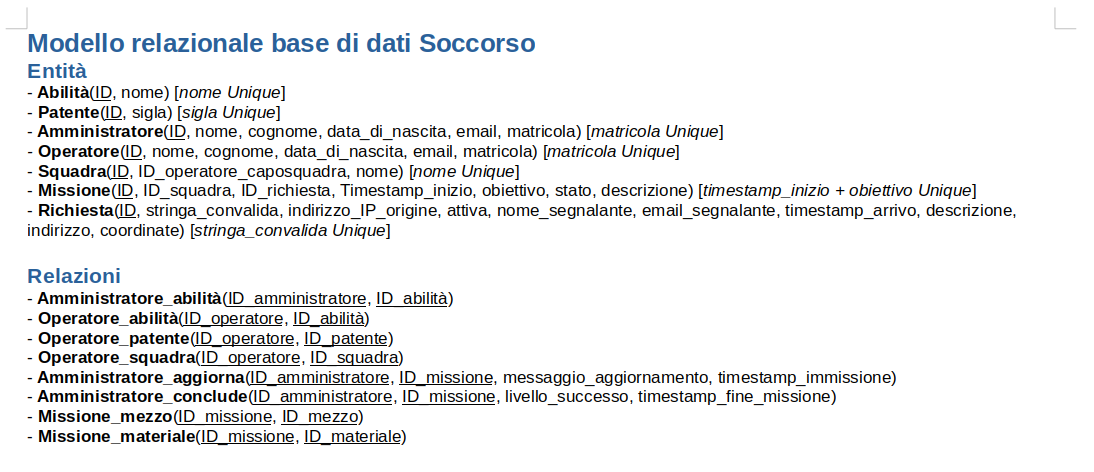 Modello relazionale base di dati Soccorso
Entità
- Abilità(ID, nome) [nome Unique]
- Patente(ID, sigla) [sigla Unique]
- Amministratore(ID, nome, cognome, data_di_nascita, email, matricola) [matricola Unique]
- Operatore(ID, nome, cognome, data_di_nascita, email, matricola) [matricola Unique]
- Squadra(ID, ID_operatore_caposquadra, nome) [nome Unique]
- Missione(ID, ID_squadra, ID_richiesta, Timestamp_inizio, obiettivo, stato, descrizione) [timestamp_inizio + obiettivo Unique]
- Richiesta(ID, stringa_convalida, indirizzo_IP_origine, attiva, nome_segnalante, email_segnalante, timestamp_arrivo, descrizione,
indirizzo, coordinate) [stringa_convalida Unique]
Relazioni
- Amministratore_abilità(ID_amministratore, ID_abilità)
- Operatore_abilità(ID_operatore, ID_abilità)
- Operatore_patente(ID_operatore, ID_patente)
- Operatore_squadra(ID_operatore, ID_squadra)
- Amministratore_aggiorna(ID_amministratore, ID_missione, messaggio_aggiornamento, timestamp_immissione)
- Amministratore_conclude(ID_amministratore, ID_missione, livello_successo, timestamp_fine_missione)
- Missione_mezzo(ID_missione, ID_mezzo)
- Missione_materiale(ID_missione, ID_materiale)